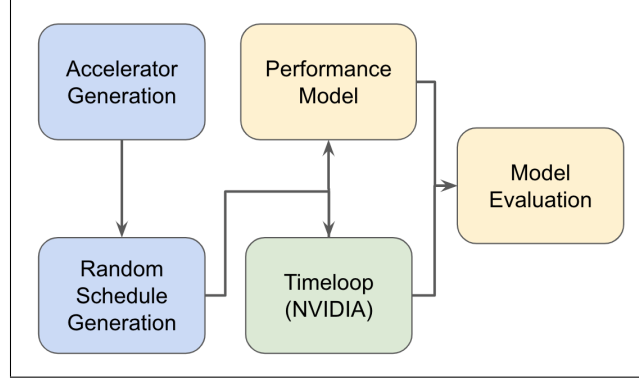 Accelerator
Generation
Performance
Model
Model
Evaluation
Random
Schedule
Generation
Timeloop
(NVIDIA)